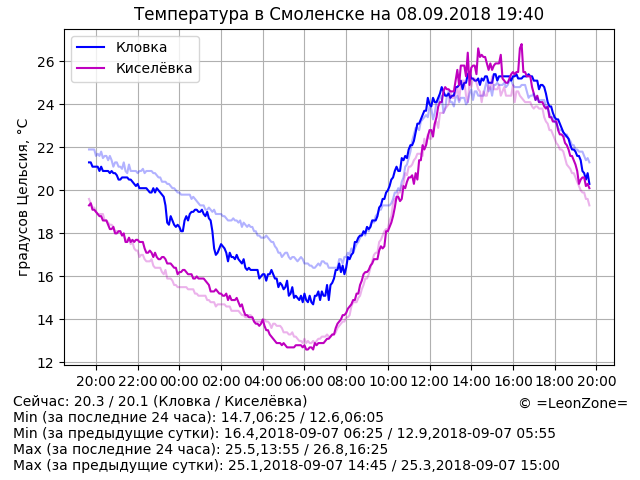 Температура в Смоленске на 08.09.2018 19:40
Кловка
Киселёвка
градусов Цельсия, °C
26
24
22
20
18
16
14
12
20:00 22:00 00:00 02:00 04:00 06:00 08:00 10:00 12:00 14:00 16:00 18:00 20:00
Сейчас: 20.3 / 20.1 (Кловка / Киселёвка)
© =LeonZone=
Min (за последние 24 часа): 14.7,06:25 / 12.6,06:05
Min (за предыдущие сутки): 16.4,2018-09-07 06:25 / 12.9,2018-09-07 05:55
Max (за последние 24 часа): 25.5,13:55 / 26.8,16:25
Max (за предыдущие сутки): 25.1,2018-09-07 14:45 / 25.3,2018-09-07 15:00